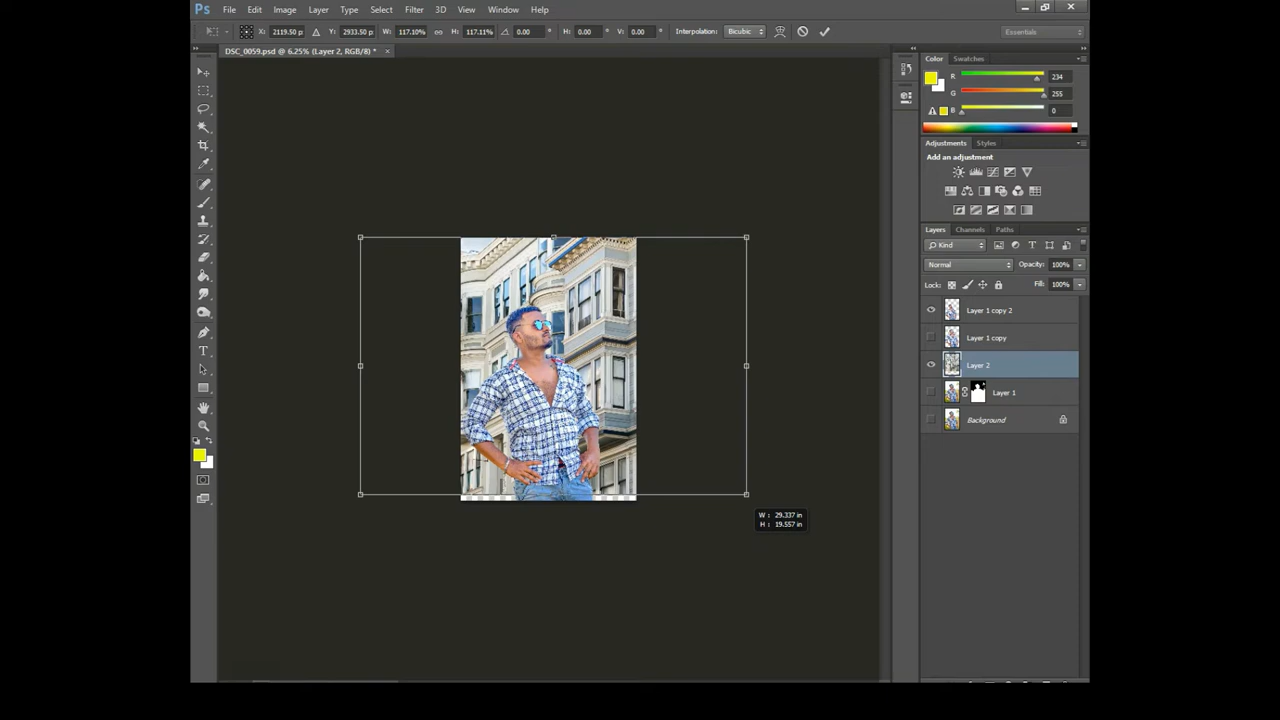 Ps File Edit Image Layer Type Select Filter 3D View Window Help
X: 2119.50 p Y: 2933.50 p W: 117.10% H: 117.11% 0.00 ° H: 0.00 ° V: 0.00 ° Interpolation: Bicubic Essentials
DSC_0059.psd @ 6.25% (Layer 2, RGB/8) * ×
Color Swatches
R 234
G 255
B 0
Adjustments Styles
Add an adjustment
Layers Channels Paths
Kind
Normal Opacity: 100%
Lock: Fill: 100%
Layer 1 copy 2
Layer 1 copy
Layer 2
Layer 1
Background
W: 29.337 in
H: 19.557 in